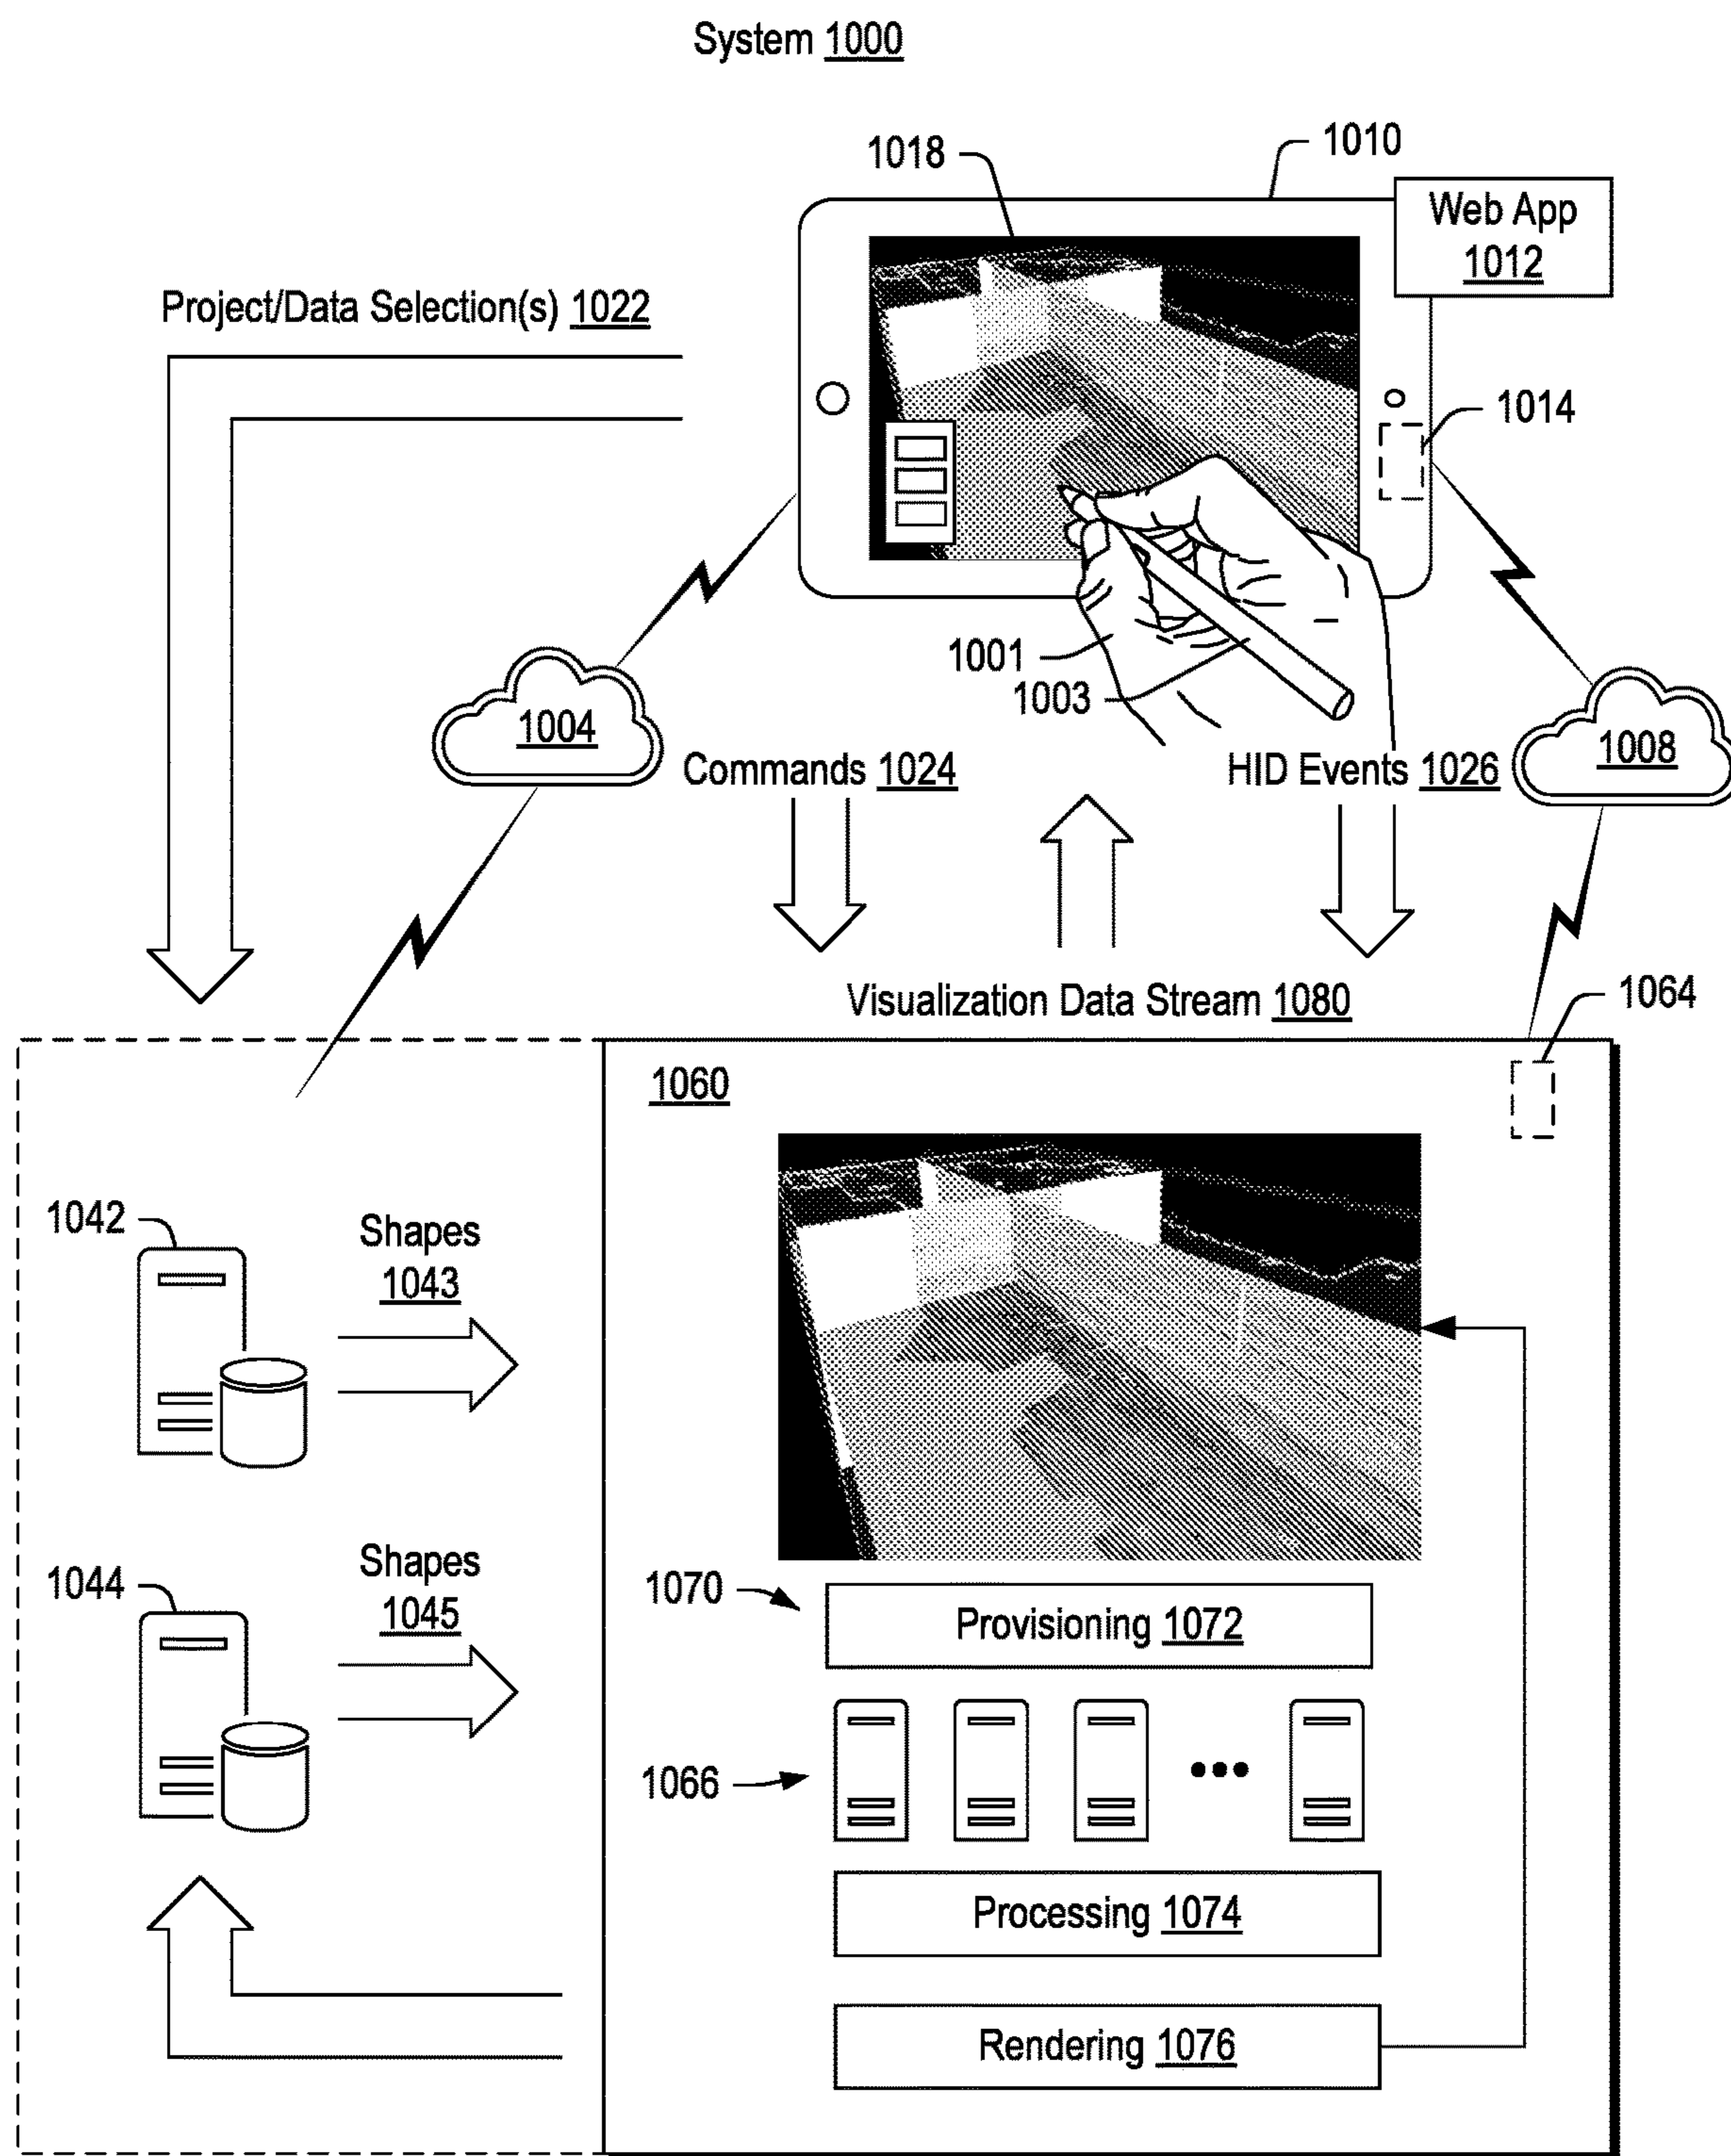 System 1000
1010
1018
Web App
1012
Project/Data Selection(s) 1022
1014
1001
1003
1004
1008
Commands 1024
HID Events 1026
Visualization Data Stream 1080
1064
1060
1042
Shapes
1043
1044
Shapes
1045
1070
Provisioning 1072
1066
Processing 1074
Rendering 1076